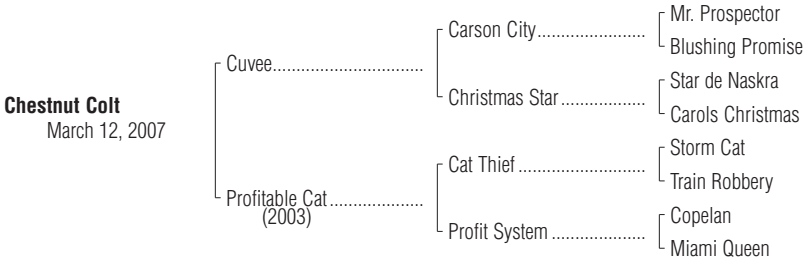 Chestnut Colt
March 12, 2007
Cuvee
Profitable Cat
(2003)
Carson City
Christmas Star
Cat Thief
Profit System
Mr. Prospector
Blushing Promise
Star de Naskra
Carols Christmas
Storm Cat
Train Robbery
Copelan
Miami Queen